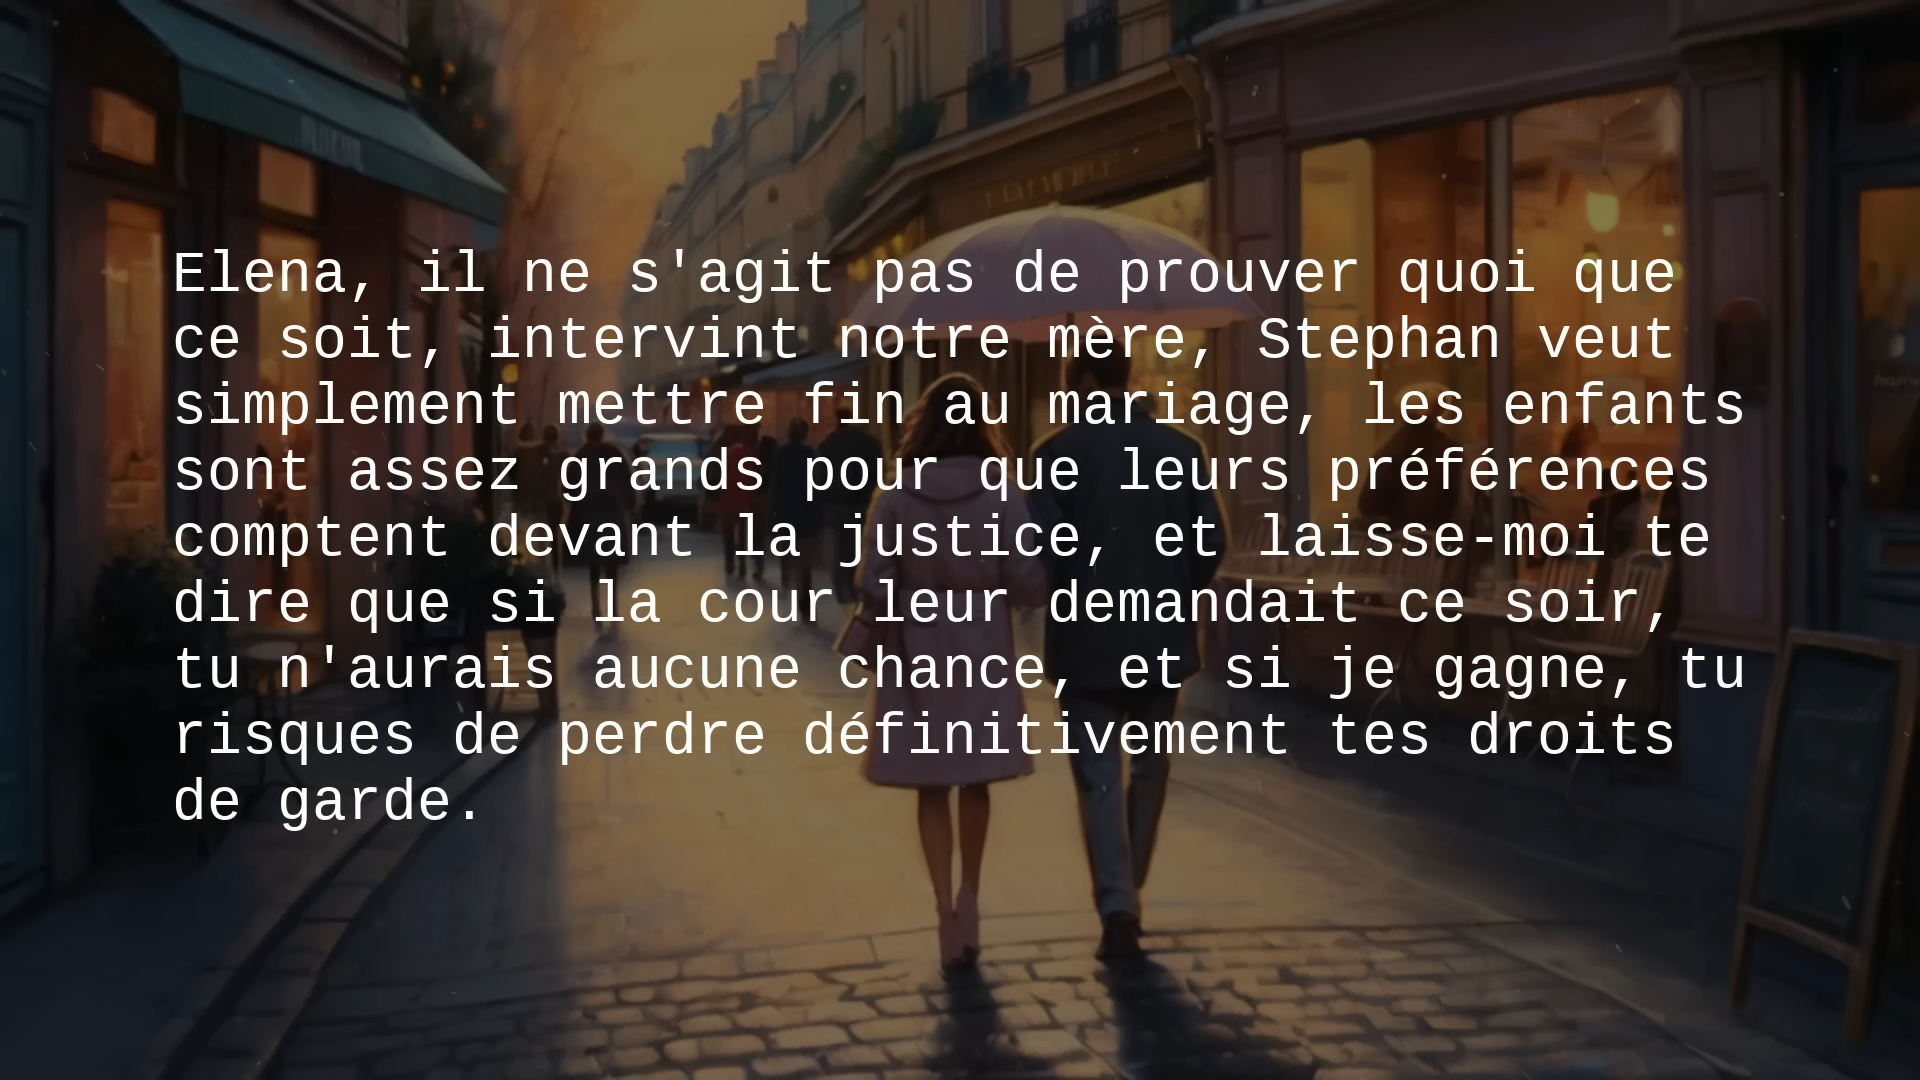 Elena, il ne s'agit pas de prouver quoi que
ce soit, intervint notre mère, Stephan veut
simplement mettre fin au mariage, les enfants
sont assez grands pour que leurs préférences
comptent devant la justice, et laisse-moi te
dire que si la cour leur demandait ce soir,
tu n'aurais aucune chance, et si je gagne, tu
risques de perdre définitivement tes droits
de garde.